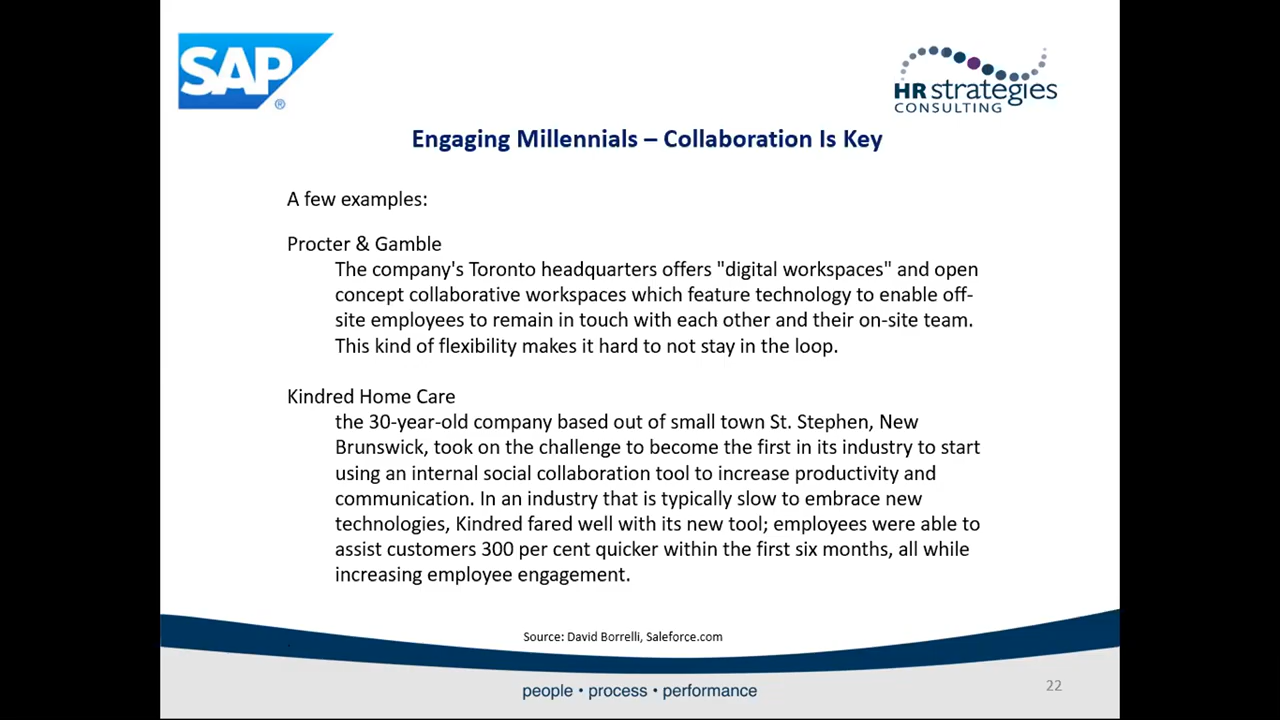 SAP ®
HR strategies
CONSULTING
Engaging Millennials – Collaboration Is Key
A few examples:
Procter & Gamble
The company's Toronto headquarters offers "digital workspaces" and open
concept collaborative workspaces which feature technology to enable off-
site employees to remain in touch with each other and their on-site team.
This kind of flexibility makes it hard to not stay in the loop.
Kindred Home Care
the 30-year-old company based out of small town St. Stephen, New
Brunswick, took on the challenge to become the first in its industry to start
using an internal social collaboration tool to increase productivity and
communication. In an industry that is typically slow to embrace new
technologies, Kindred fared well with its new tool; employees were able to
assist customers 300 per cent quicker within the first six months, all while
increasing employee engagement.
Source: David Borrelli, Saleforce.com
people • process • performance
22